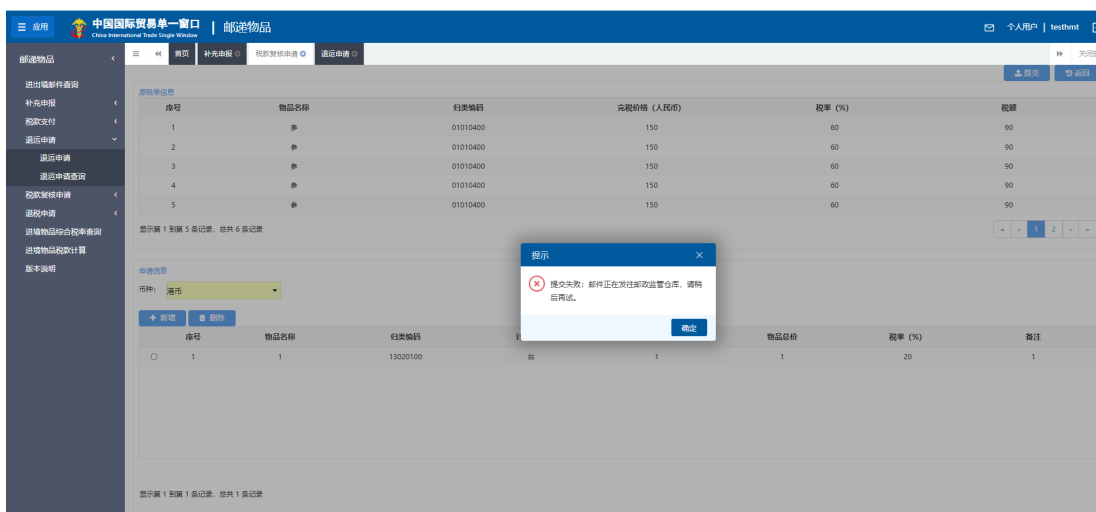 应用
中国国际贸易单一窗口 | 邮递物品
China International Trade Single Window
个人用户 | testhmt
邮递物品
首页 补充申报 税款复核申请 退运申请
进出境邮件查询
补充申报
税款支付
退运申请
退运申请
退运申请查询
税款复核申请
退税申请
进境物品综合税率查询
进境物品税款计算
版本说明
提交 返回
原税单信息
序号 物品名称 归类编码 完税价格 (人民币) 税率 (%) 税额
1 参 01010400 150 60 90
2 参 01010400 150 60 90
3 参 01010400 150 60 90
4 参 01010400 150 60 90
5 参 01010400 150 60 90
显示第 1 到第 5 条记录，总共 6 条记录
« ‹ 1 2 › »
提示 ×
提交失败：邮件正在发往邮政监管仓库，请稍
后再试。
确定
申请信息
币种： 港币
+ 新增 删除
序号 物品名称 归类编码 物品总价 税率 (%) 备注
1 1 13020100 1 1 20 1
显示第 1 到第 1 条记录，总共 1 条记录